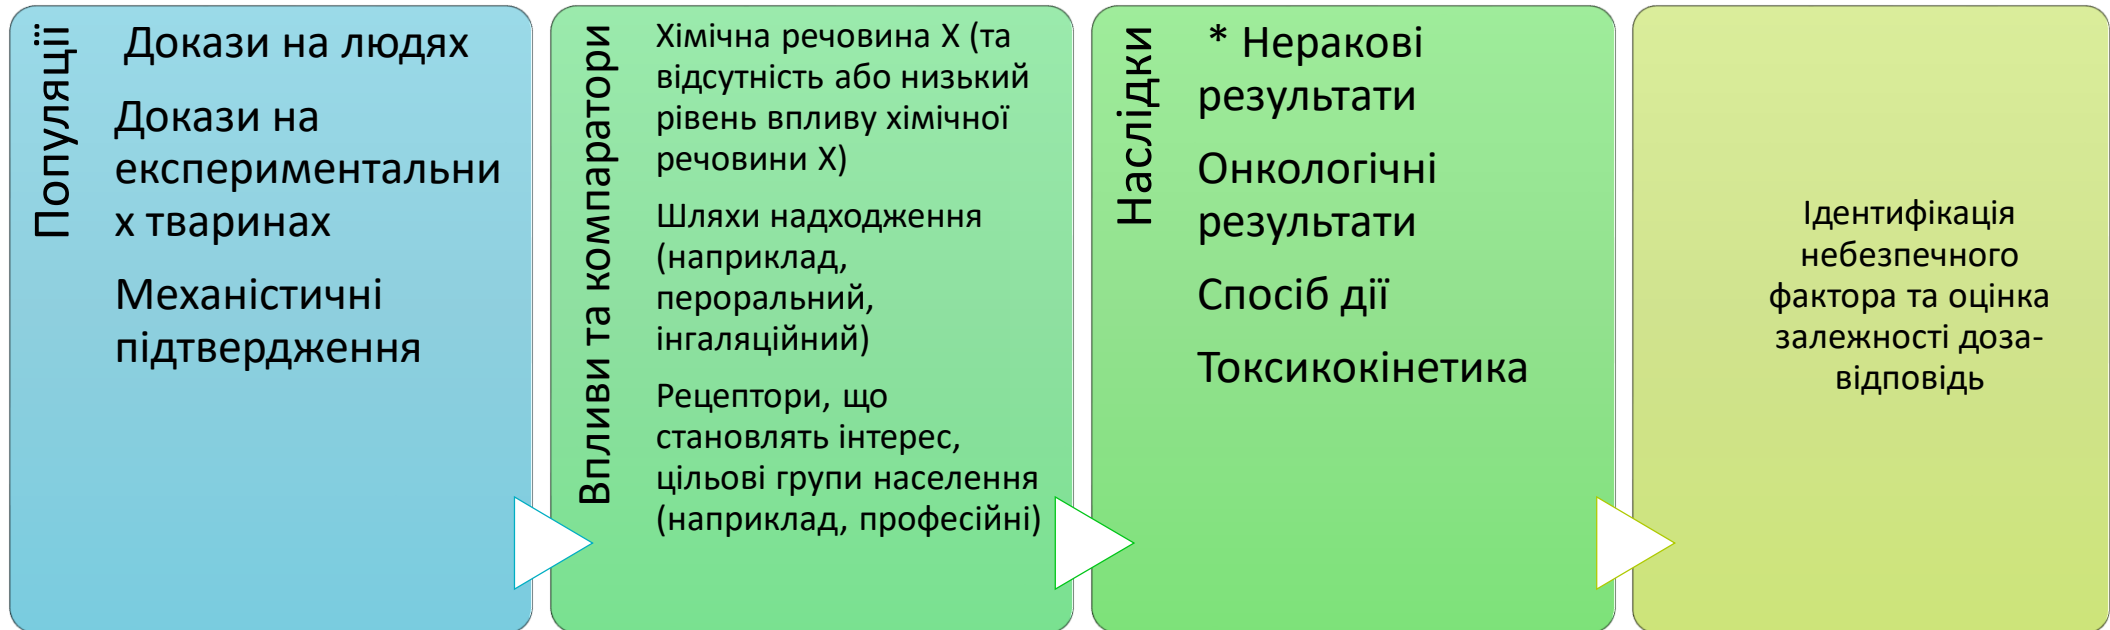 Популяції
Докази на людях
Докази на
експериментальни
х тваринах
Механістичні
підтвердження
Впливи та компаратори
Хімічна речовина X (та
відсутність або низький
рівень впливу хімічної
речовини X)
Шляхи надходження
(наприклад,
пероральний,
інгаляційний)
Рецептори, що
становлять інтерес,
цільові групи населення
(наприклад, професійні)
Наслідки
* Неракові
результати
Онкологічні
результати
Спосіб дії
Токсикокінетика
Ідентифікація
небезпечного
фактора та оцінка
залежності доза-
відповідь